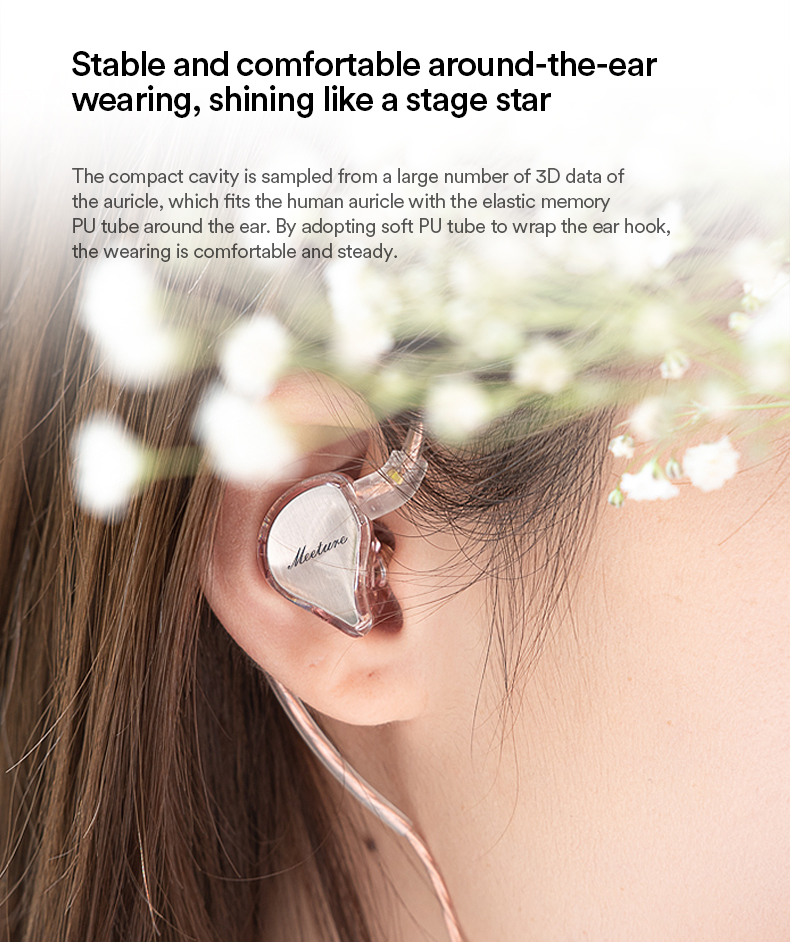 Stable and comfortable around-the-ear
wearing, shining like a stage star
The compact cavity is sampled from a large number of 3D data of
the auricle, which fits the human auricle with the elastic memory
PU tube around the ear. By adopting soft PU tube to wrap the ear hook,
the wearing is comfortable and steady.
Meeture